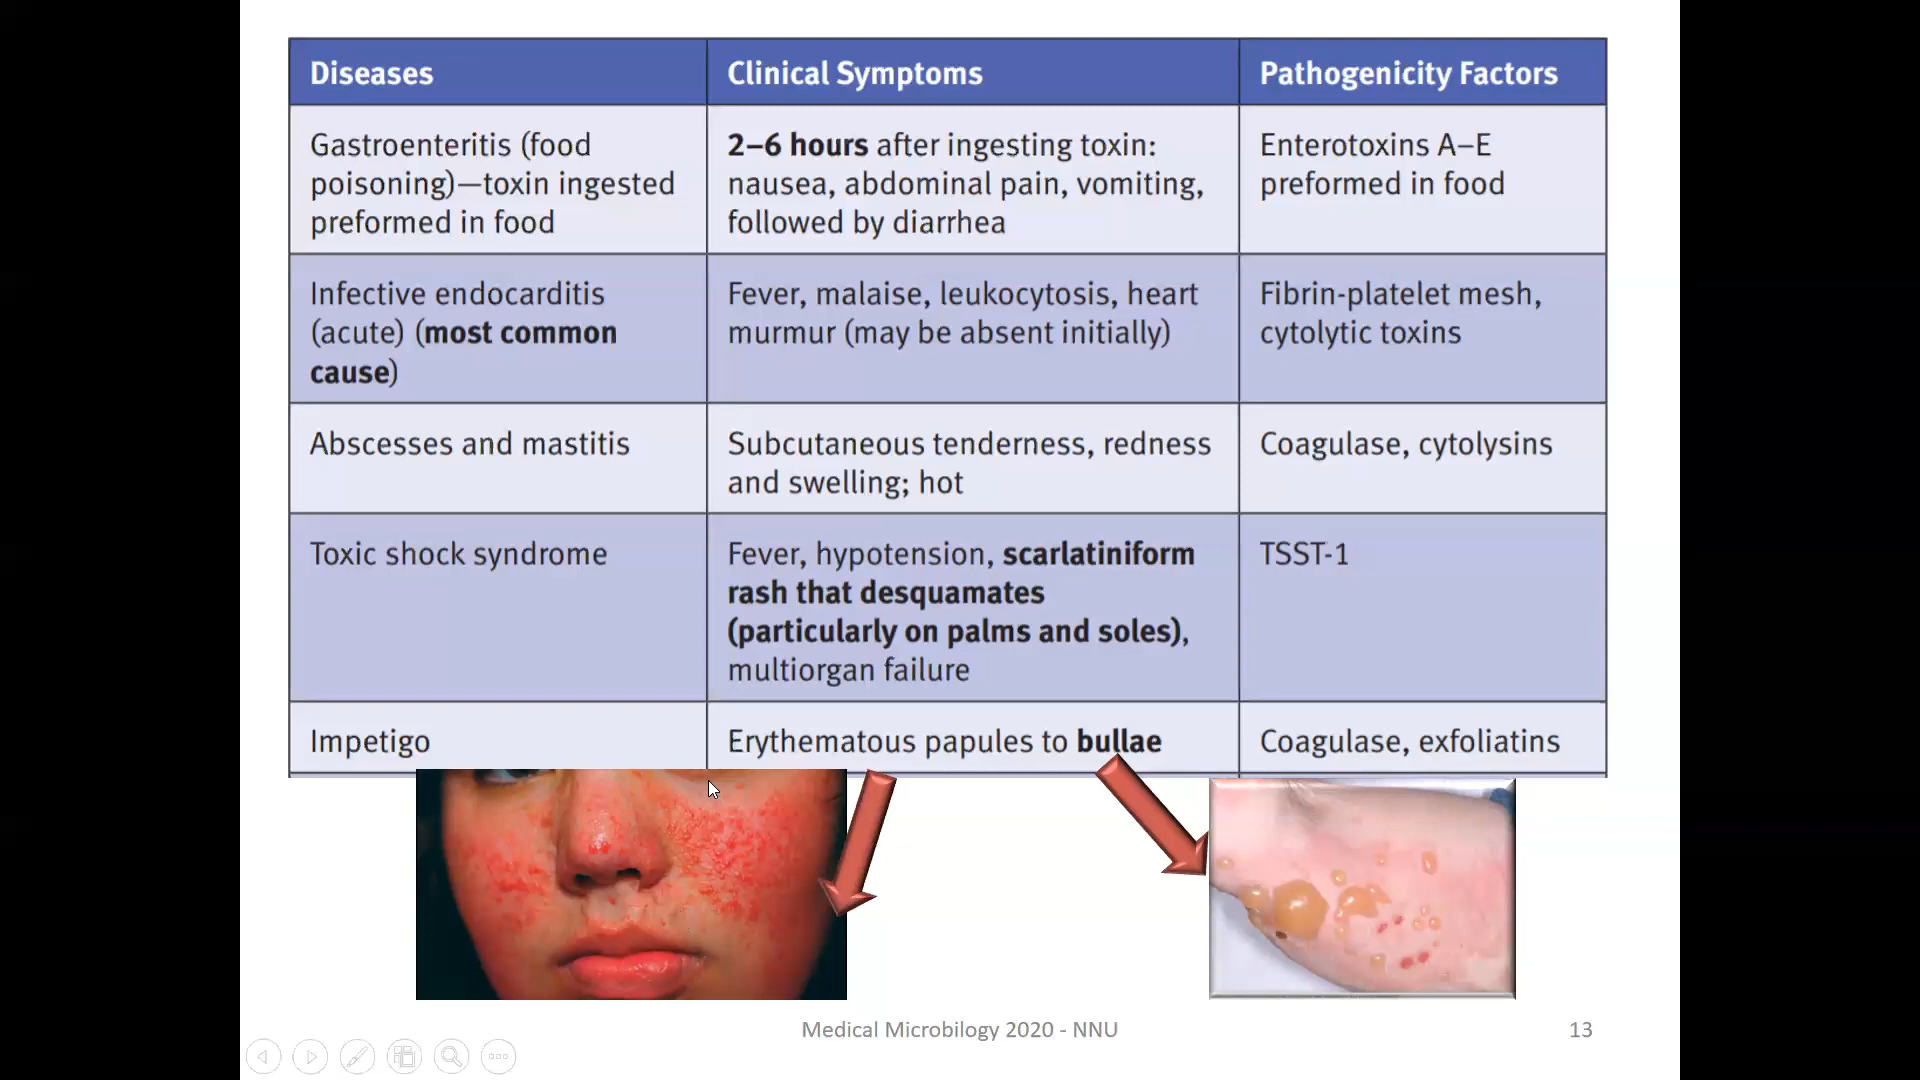 Diseases
Clinical Symptoms
Pathogenicity Factors
Gastroenteritis (food
poisoning)—toxin ingested
preformed in food
2–6 hours after ingesting toxin:
nausea, abdominal pain, vomiting,
followed by diarrhea
Enterotoxins A–E
preformed in food
Infective endocarditis
(acute) (most common
cause)
Fever, malaise, leukocytosis, heart
murmur (may be absent initially)
Fibrin-platelet mesh,
cytolytic toxins
Abscesses and mastitis
Subcutaneous tenderness, redness
and swelling; hot
Coagulase, cytolysins
Toxic shock syndrome
Fever, hypotension, scarlatiniform
rash that desquamates
(particularly on palms and soles),
multiorgan failure
TSST-1
Impetigo
Erythematous papules to bullae
Coagulase, exfoliatins
Medical Microbilogy 2020 - NNU
13